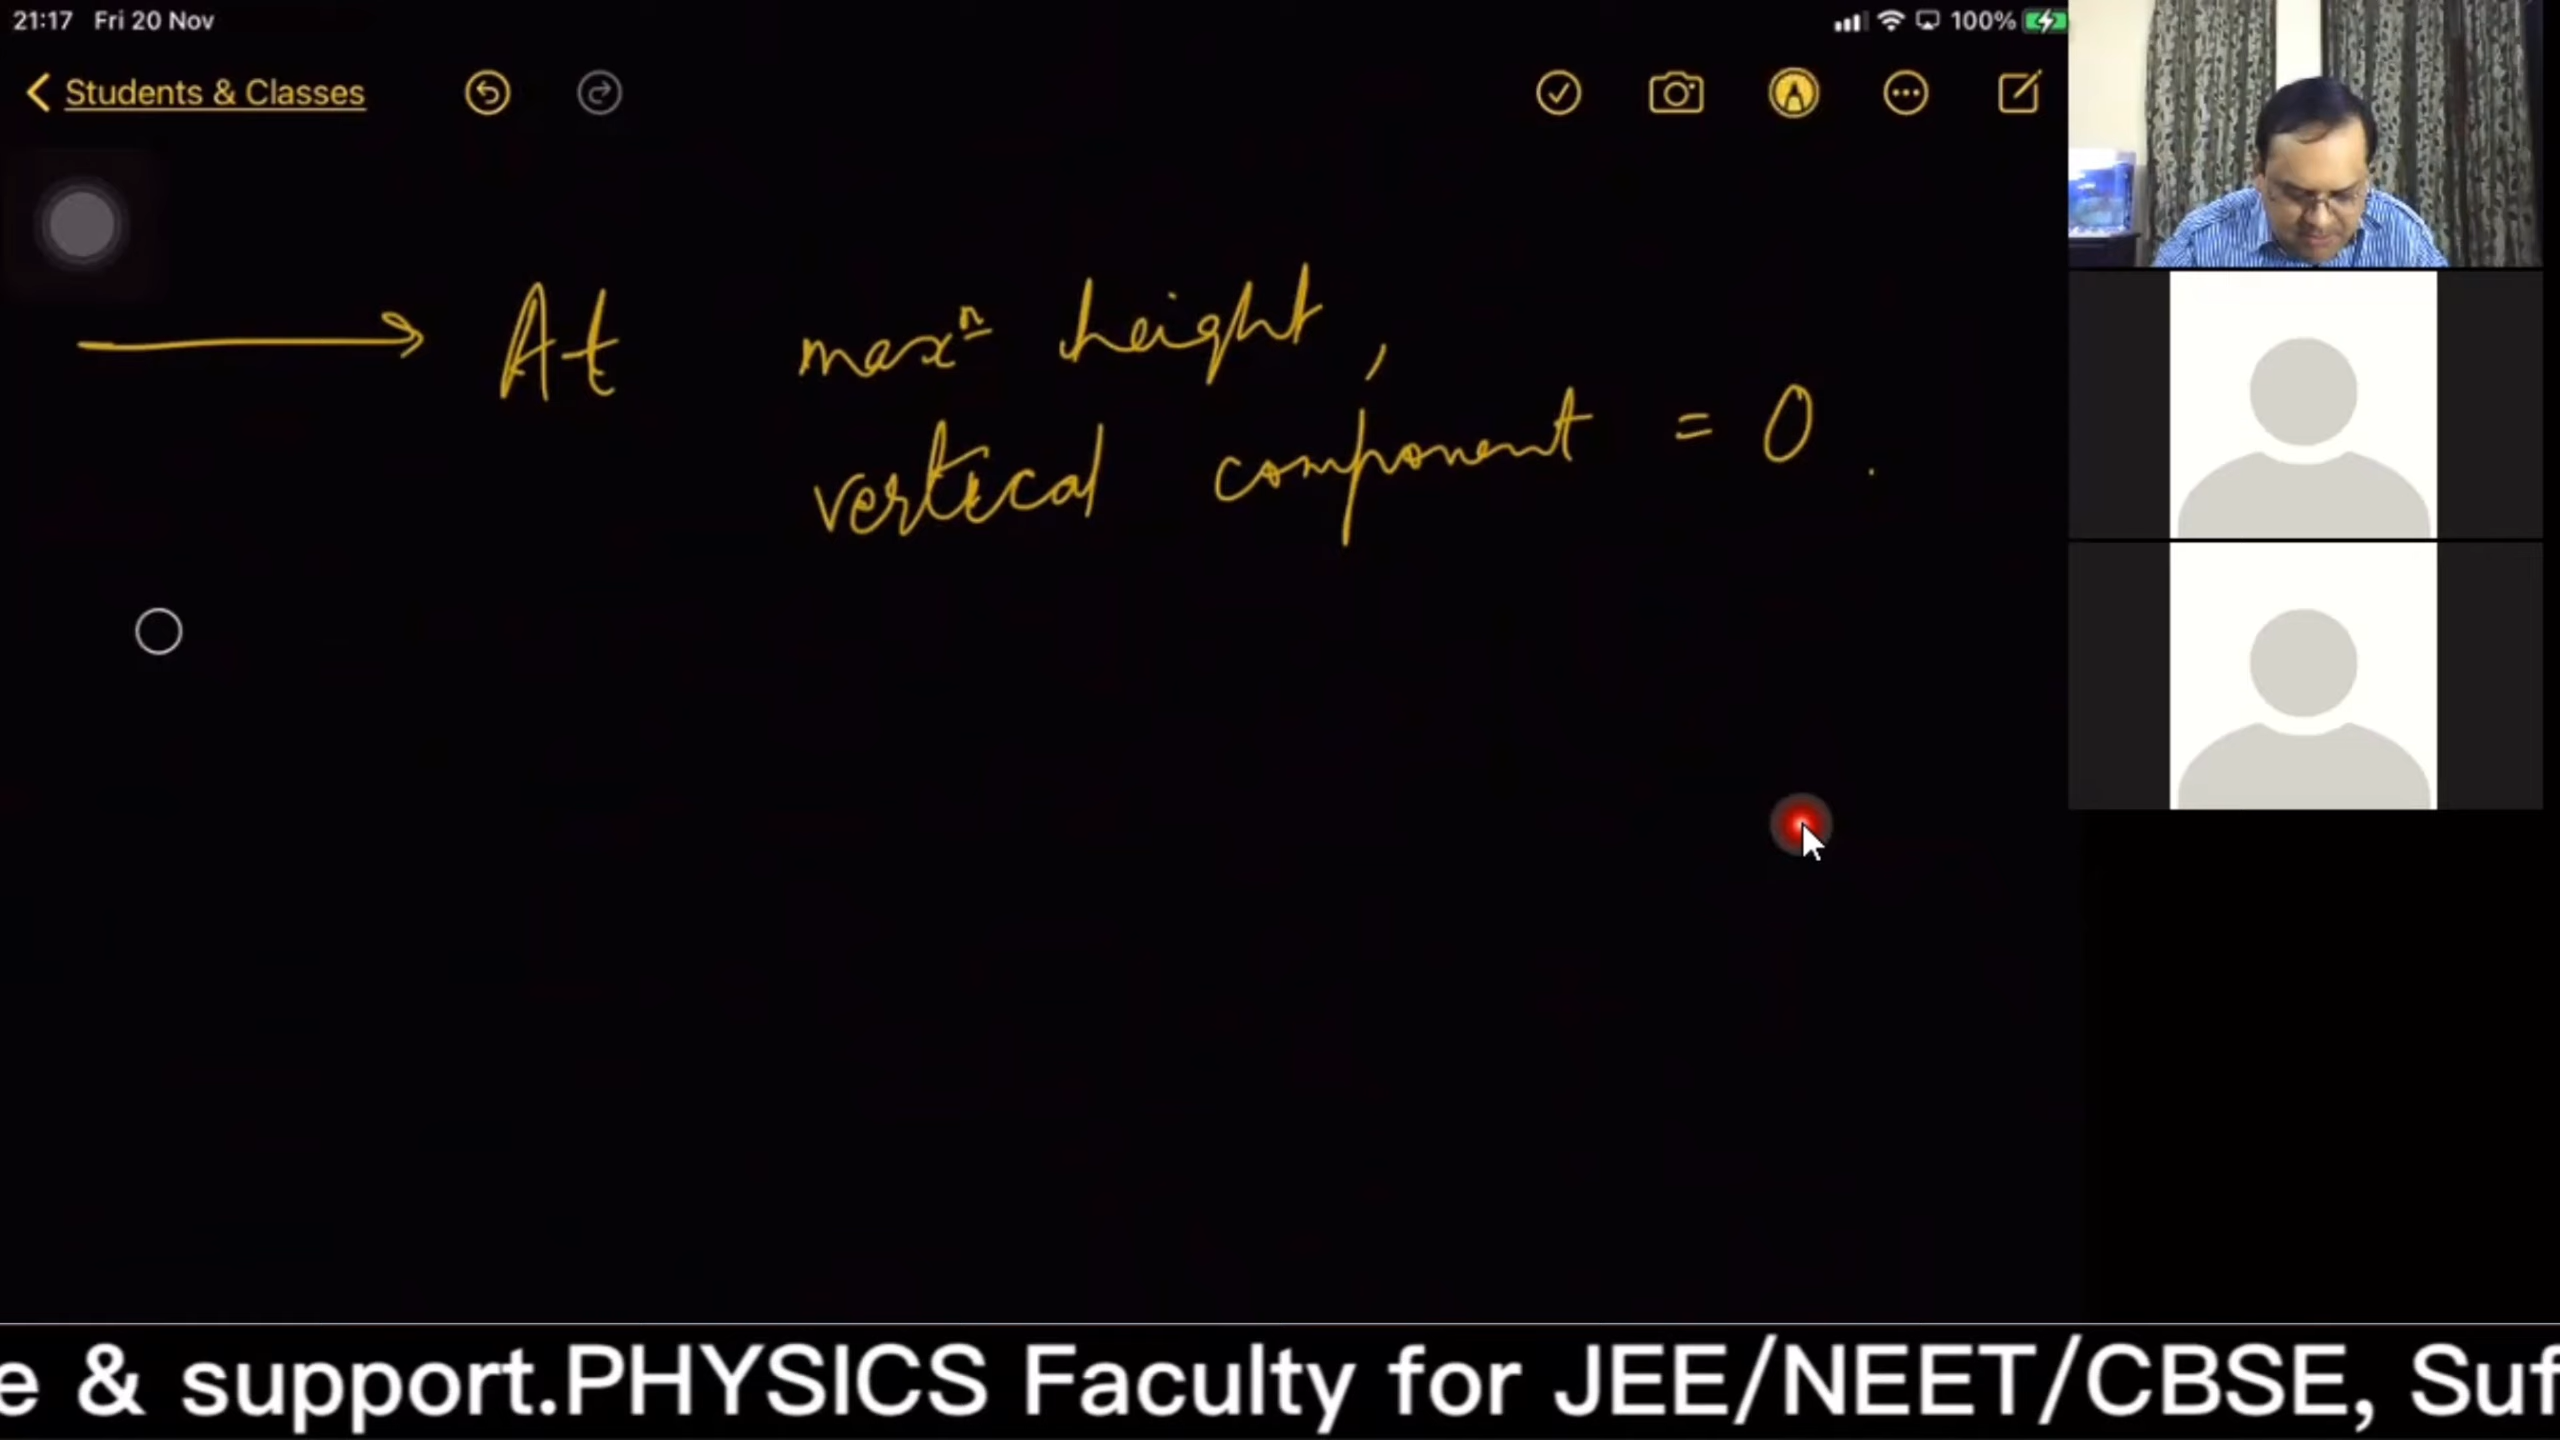 21:17 Fri 20 Nov
100%
Students & Classes
At maxᵐ height,
vertical component = 0.
e & support.PHYSICS Faculty for JEE/NEET/CBSE, Suf